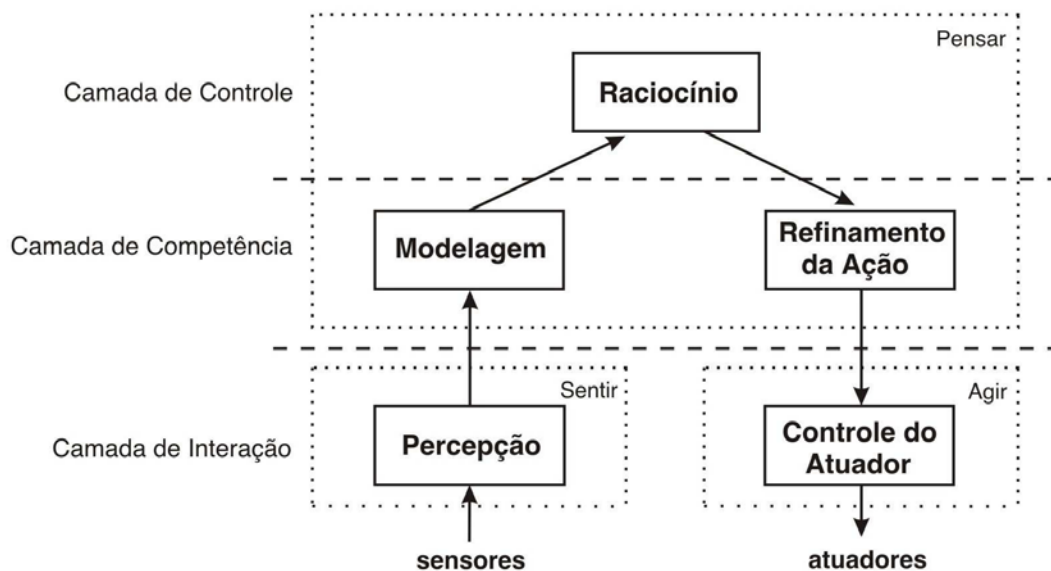 Pensar
Camada de Controle
Raciocínio
Camada de Competência
Modelagem
Refinamento
da Ação
Sentir
Agir
Camada de Interação
Percepção
Controle do
Atuador
sensores
atuadores